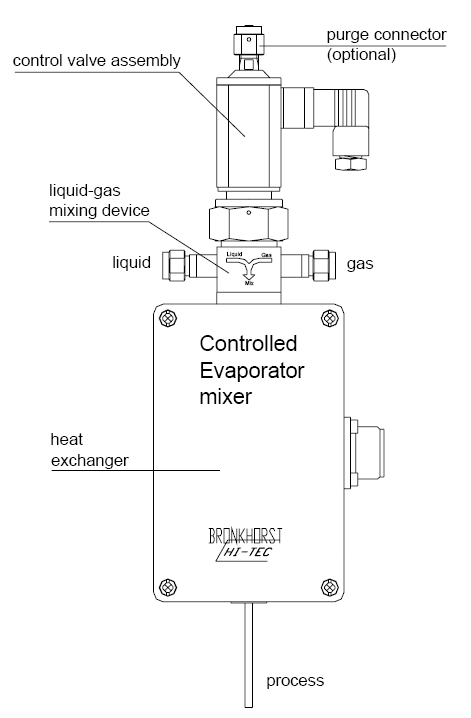 purge connector
(optional)
control valve assembly
liquid-gas
mixing device
liquid
Liquid Gas
Mix
gas
Controlled
Evaporator
mixer
heat
exchanger
BRONKHORST
HI-TEC
process